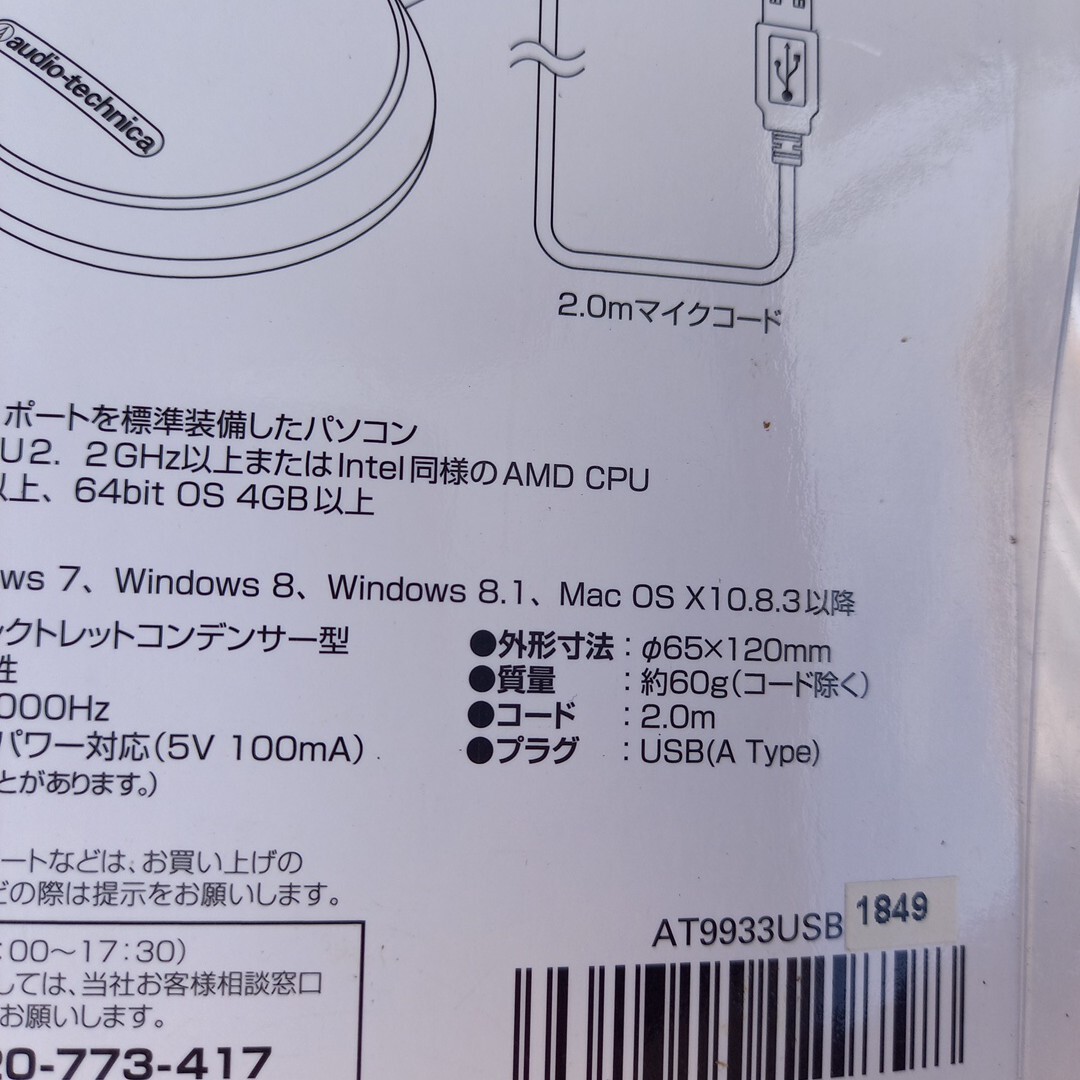 audio-technica
2.0mマイクコード
ポートを標準装備したパソコン
U2.2GHz以上またはIntel同様のAMD CPU
以上、64bit OS 4GB以上
ws 7、Windows 8、Windows 8.1、Mac OS X10.8.3以降
クトレットコンデンサー型
性
000Hz
パワー対応(5V 100mA)
とがあります。)
●外形寸法:φ65×120mm
●質量:約60g(コード除く)
●コード:2.0m
●プラグ:USB(A Type)
ートなどは、お買い上げの
どの際は提示をお願いします。
:00～17:30)
しては、当社お客様相談窓口
お願いします。
20-773-417
AT9933USB
1849